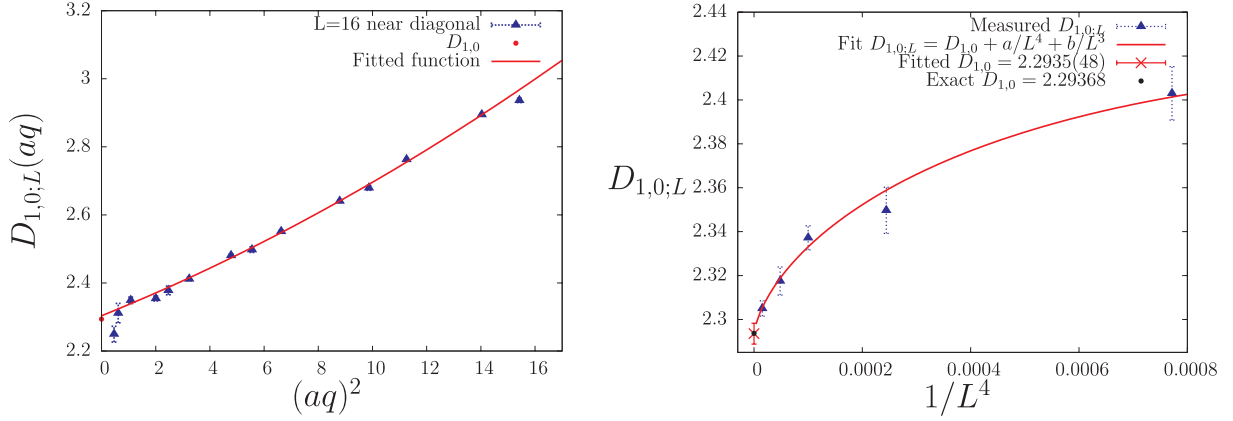 3.2
3
2.8
2.6
2.4
2.2
D_{1,0;L}(aq)
L=16 near diagonal
D_{1,0}
Fitted function
0 2 4 6 8 10 12 14 16
(aq)^2
2.44
2.42
2.4
2.38
2.36
2.34
2.32
2.3
D_{1,0;L}
Measured D_{1,0;L}
Fit D_{1,0;L} = D_{1,0} + a/L^4 + b/L^3
Fitted D_{1,0} = 2.2935(48)
Exact D_{1,0} = 2.29368
0 0.0002 0.0004 0.0006 0.0008
1/L^4